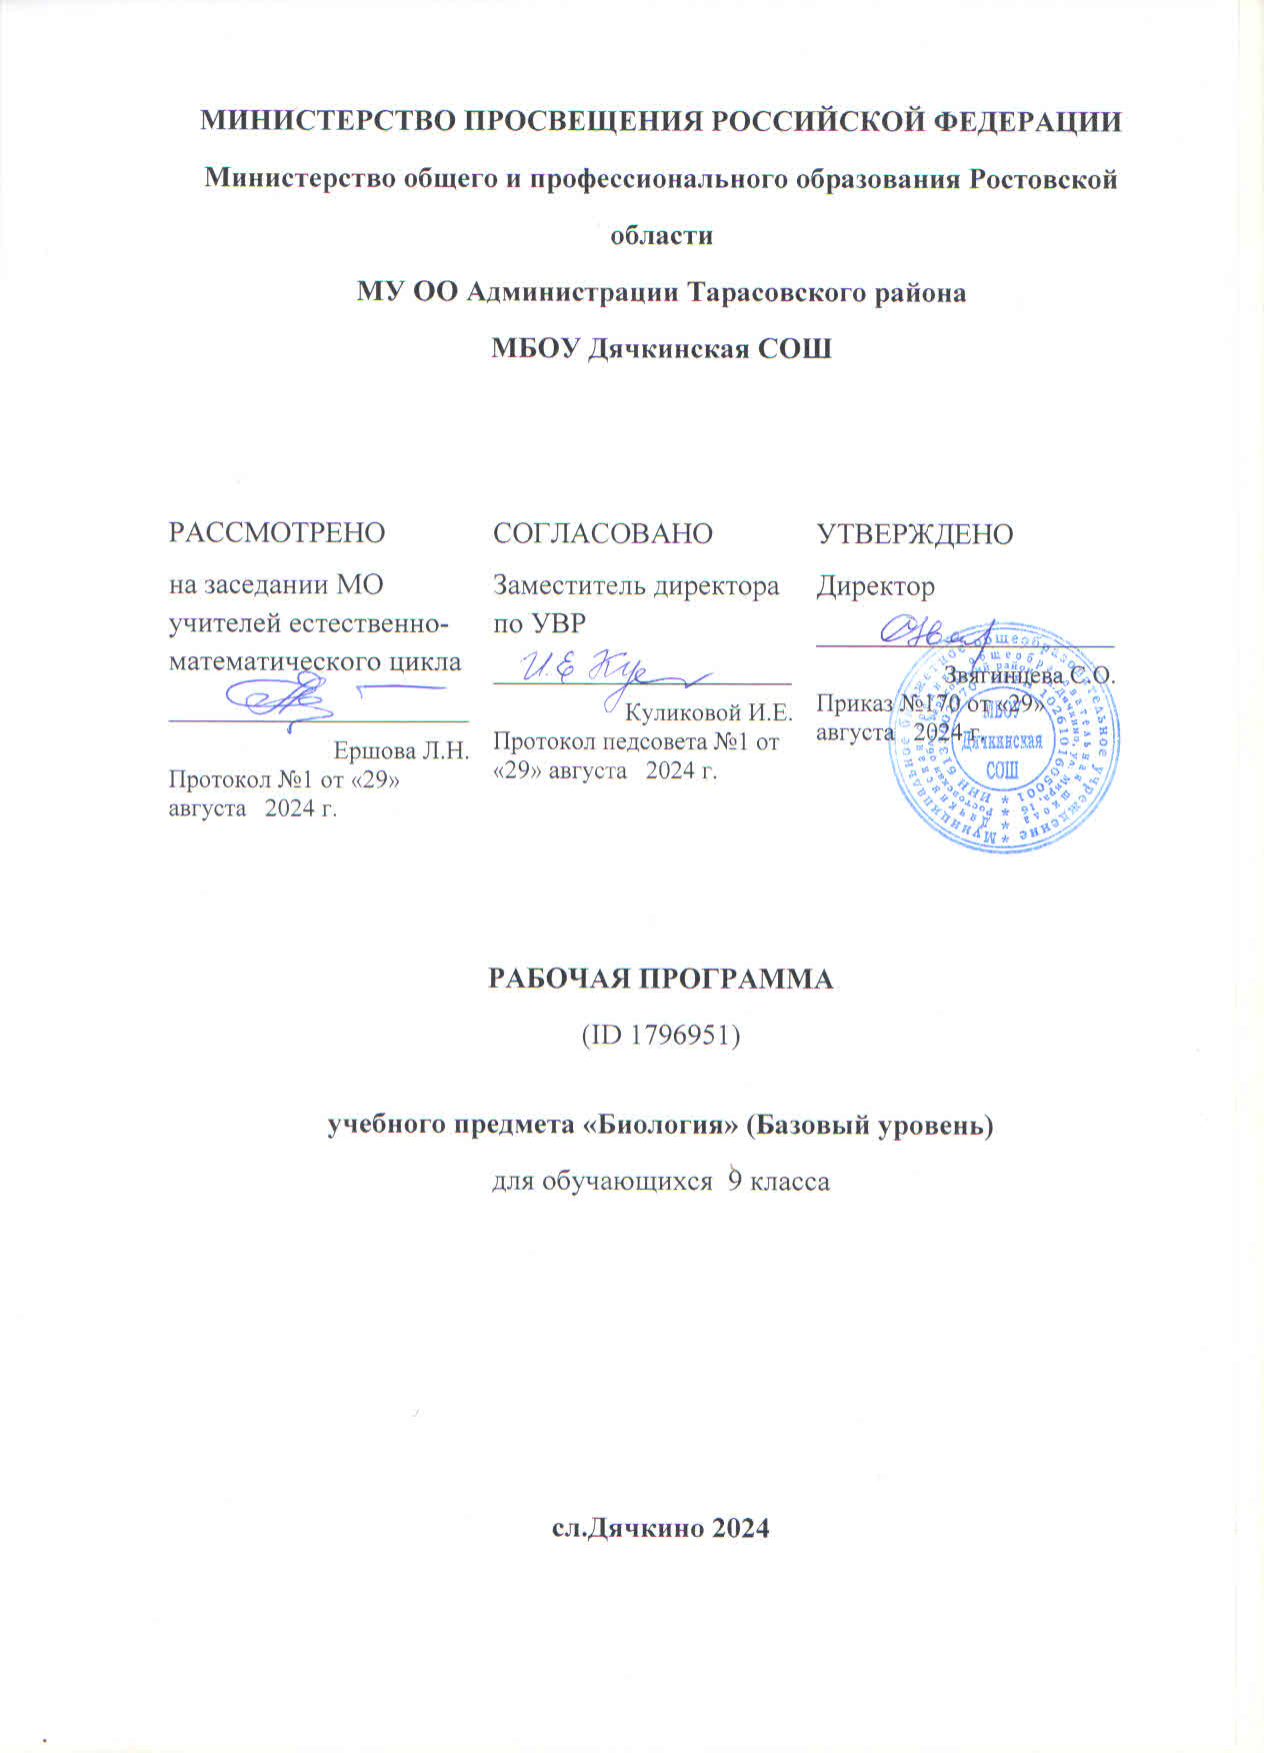 МИНИСТЕРСТВО ПРОСВЕЩЕНИЯ РОССИЙСКОЙ ФЕДЕРАЦИИ
Министерство общего и профессионального образования Ростовской
области
МУ ОО Администрации Тарасовского района
МБОУ Дячкинская СОШ
РАССМОТРЕНО
на заседании МО
учителей естественно-
математического цикла
Ершова Л.Н.
Протокол №1 от «29»
августа 2024 г.
СОГЛАСОВАНО
Заместитель директора
по УВР
Куликовой И.Е.
Протокол педсовета №1 от
«29» августа 2024 г.
УТВЕРЖДЕНО
Директор
Звягинцева С.О.
Приказ №170 от «29»
августа 2024 г.
МБОУ
Дячкинская
СОШ
РАБОЧАЯ ПРОГРАММА
(ID 1796951)
учебного предмета «Биология» (Базовый уровень)
для обучающихся 9 класса
сл.Дячкино 2024